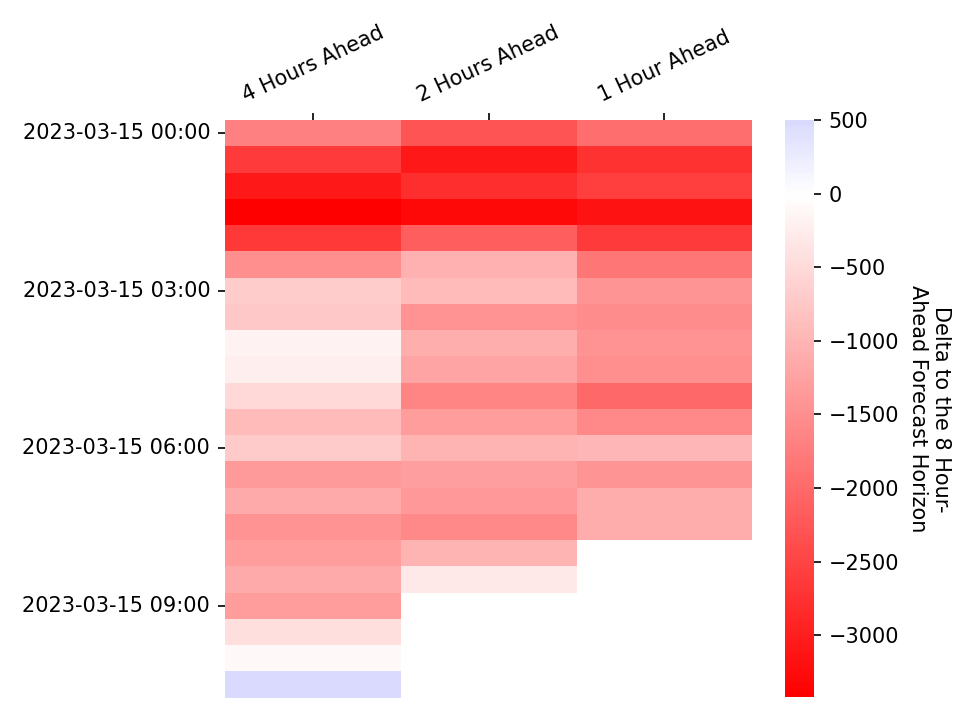 4 Hours Ahead
2 Hours Ahead
1 Hour Ahead
2023-03-15 00:00
2023-03-15 03:00
2023-03-15 06:00
2023-03-15 09:00
500
0
−500
−1000
−1500
−2000
−2500
−3000
Delta to the 8 Hour-
Ahead Forecast Horizon